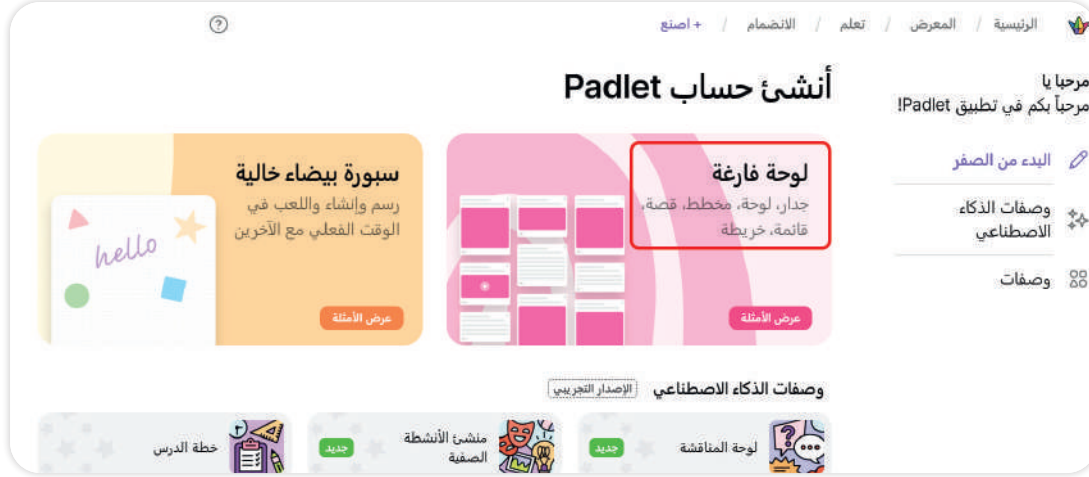 الرئيسية / المعرض / تعلم / الانضمام / + اصنع
?
مرحبا يا
مرحباً بكم في تطبيق Padlet!
البدء من الصفر
وصفات الذكاء
الاصطناعي
وصفات
أنشئ حساب Padlet
لوحة فارغة
جدار، لوحة، مخطط، قصة،
قائمة، خريطة
عرض الأمثلة
سبورة بيضاء خالية
رسم وإنشاء واللعب في
الوقت الفعلي مع الآخرين
hello
عرض الأمثلة
وصفات الذكاء الاصطناعي الإصدار التجريبي
لوحة المناقشة جديد
منشئ الأنشطة
الصفية
جديد
خطة الدرس